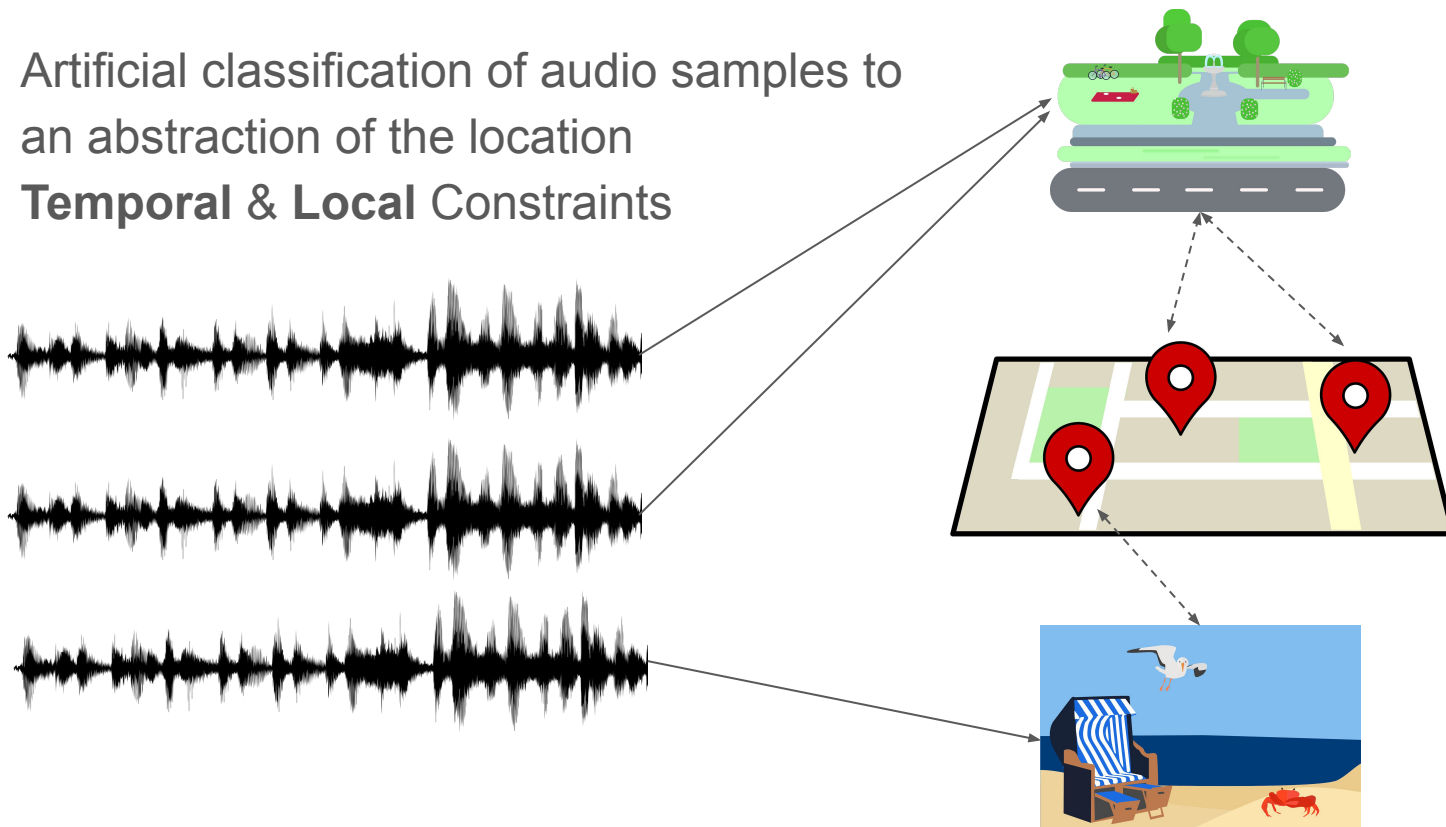 Artificial classification of audio samples to
an abstraction of the location
Temporal & Local Constraints